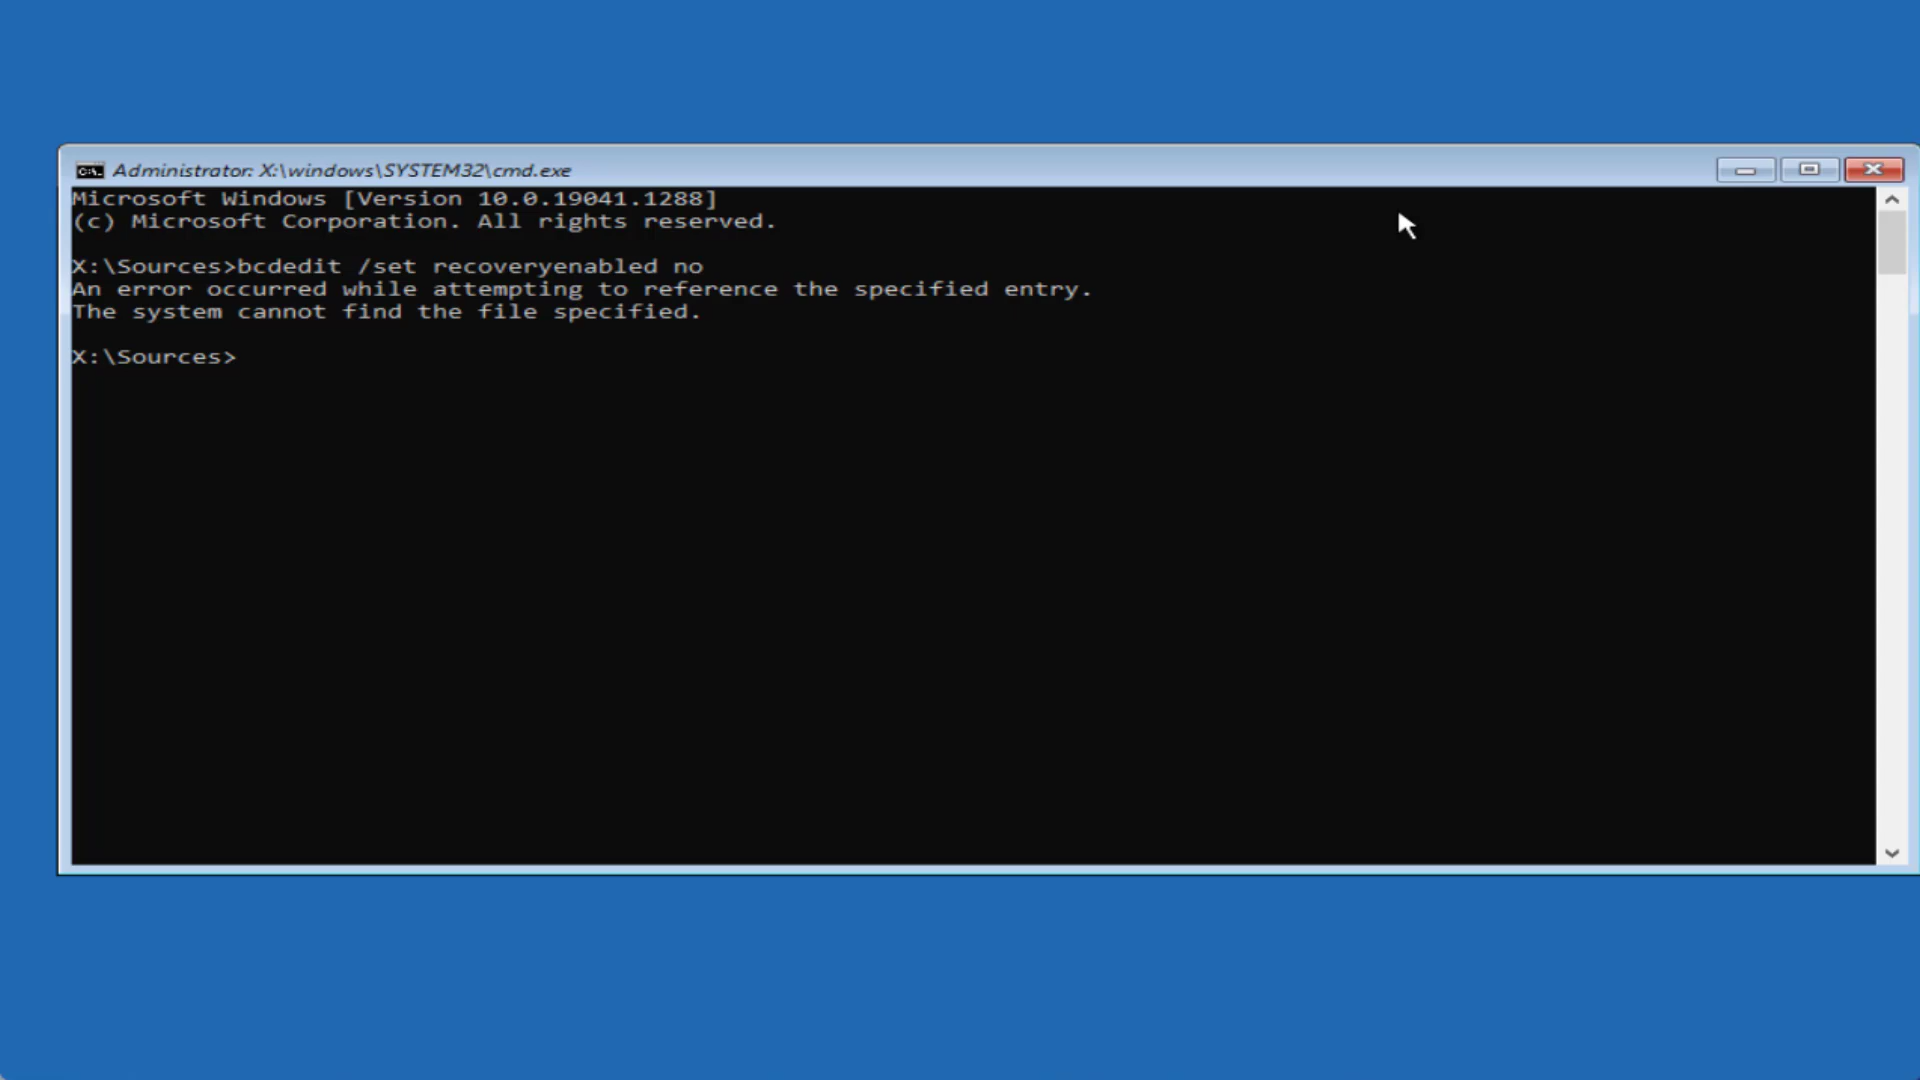 Administrator: X:\windows\SYSTEM32\cmd.exe
Microsoft Windows [Version 10.0.19041.1288]
(c) Microsoft Corporation. All rights reserved.
X:\Sources>bcdedit /set recoveryenabled no
An error occurred while attempting to reference the specified entry.
The system cannot find the file specified.
X:\Sources>